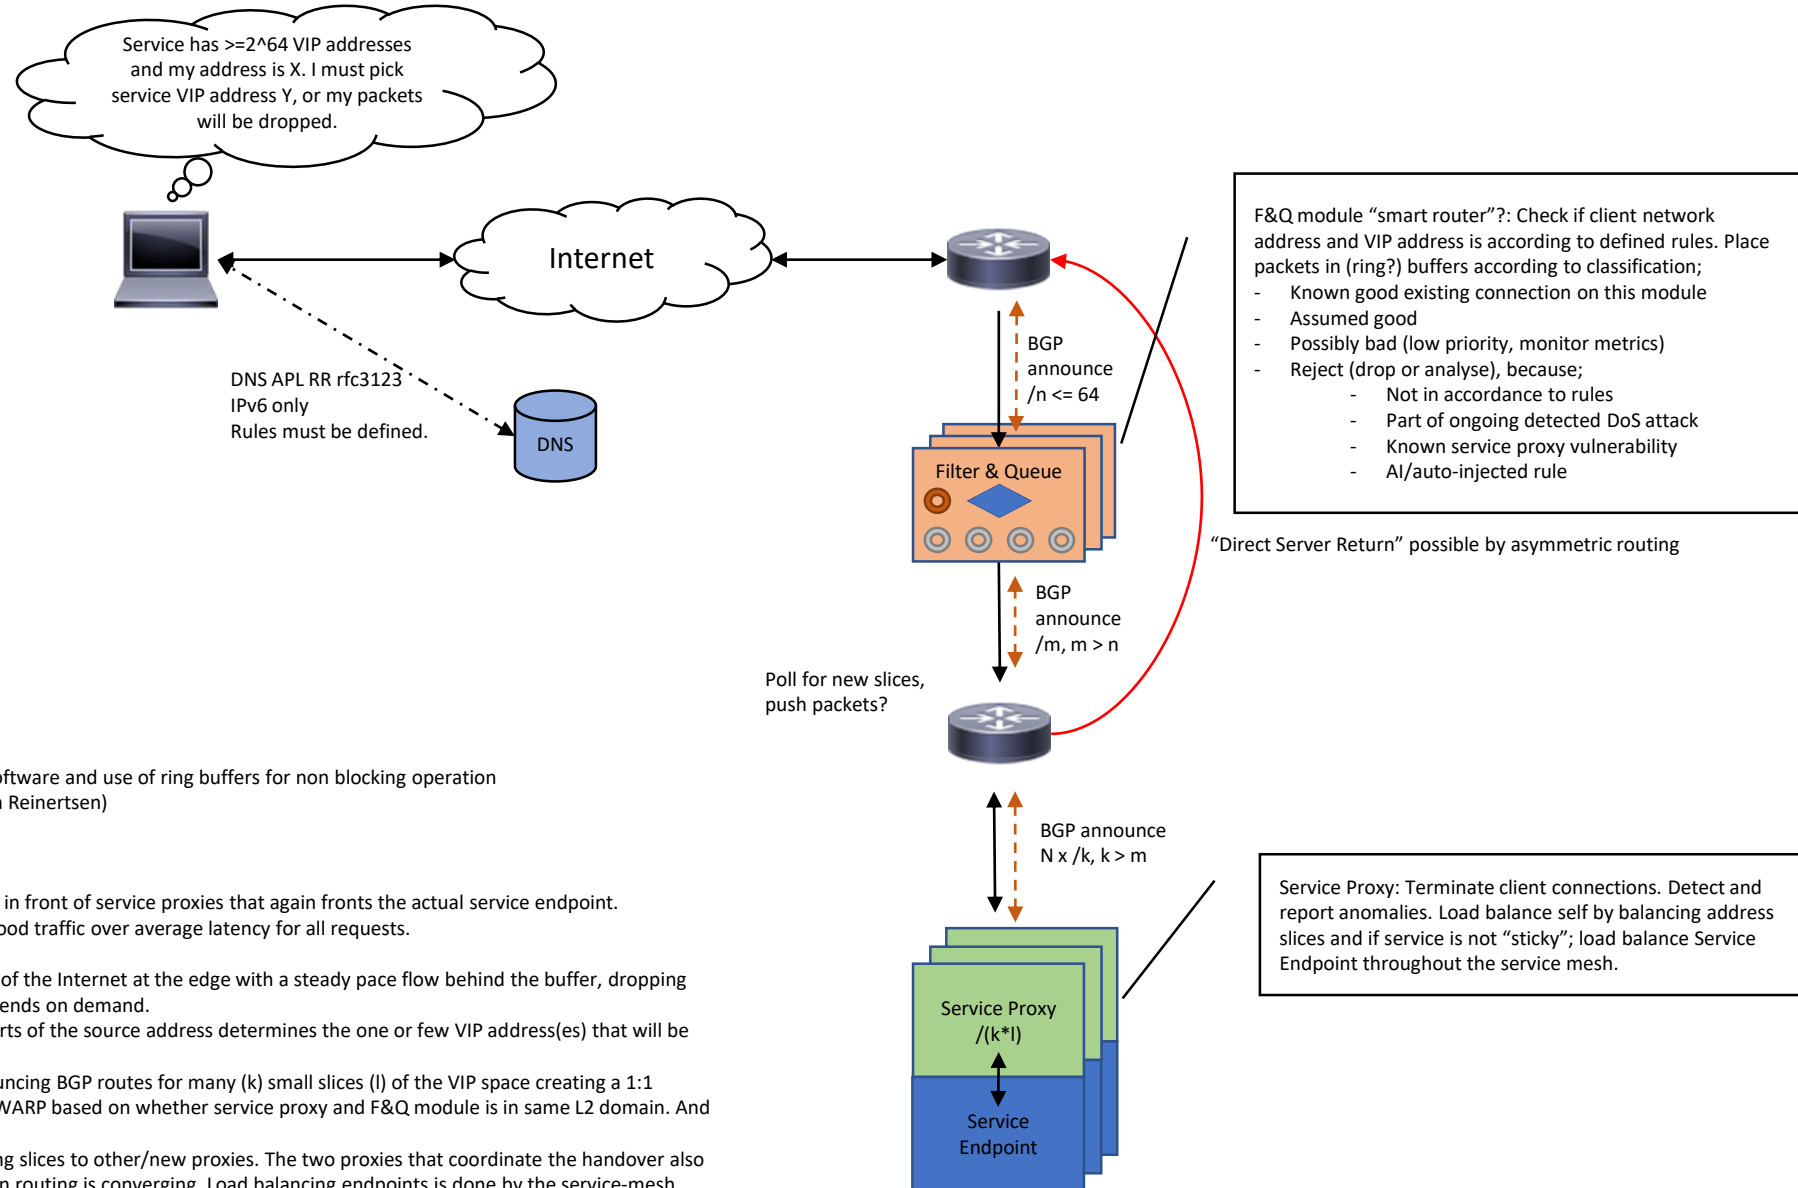 Service has >=2^64 VIP addresses
and my address is X. I must pick
service VIP address Y, or my packets
will be dropped.
Internet
DNS APL RR rfc3123
IPv6 only
Rules must be defined.
DNS
BGP
announce
/n <= 64
Filter & Queue
BGP
announce
/m, m > n
Poll for new slices,
push packets?
BGP announce
N x /k, k > m
Service Proxy
/(k*l)
Service
Endpoint
F&Q module “smart router”?: Check if client network
address and VIP address is according to defined rules. Place
packets in (ring?) buffers according to classification;
- Known good existing connection on this module
- Assumed good
- Possibly bad (low priority, monitor metrics)
- Reject (drop or analyse), because;
- Not in accordance to rules
- Part of ongoing detected DoS attack
- Known service proxy vulnerability
- AI/auto-injected rule
“Direct Server Return” possible by asymmetric routing
Service Proxy: Terminate client connections. Detect and
report anomalies. Load balance self by balancing address
slices and if service is not “sticky”; load balance Service
Endpoint throughout the service mesh.
oftware and use of ring buffers for non blocking operation
Reinertsen)
in front of service proxies that again fronts the actual service endpoint.
ood traffic over average latency for all requests.
of the Internet at the edge with a steady pace flow behind the buffer, dropping
ends on demand.
rts of the source address determines the one or few VIP address(es) that will be
uncing BGP routes for many (k) small slices (l) of the VIP space creating a 1:1
WARP based on whether service proxy and F&Q module is in same L2 domain. And
ng slices to other/new proxies. The two proxies that coordinate the handover also
n routing is converging. Load balancing endpoints is done by the service-mesh